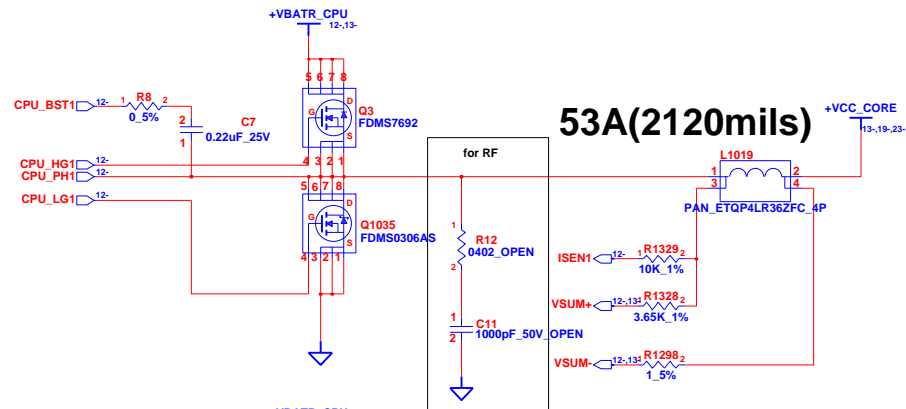 +VBATR_CPU
12-,13-
5 6 7 8
CPU_BST1 12- 1 R8 2
0_5%
2 C7
0.22uF_25V
1
D
G
S
Q3
FDMS7692
53A(2120mils)
+VCC_CORE
13-,19-,23-
for RF
CPU_HG1 12- 4 3 2 1
CPU_PH1 12-
L1019
1 2
3 4
PAN_ETQP4LR36ZFC_4P
CPU_LG1 12- 5 6 7 8
D
G
S
Q1035
FDMS0306AS
4 3 2 1
1
R12
0402_OPEN
2
ISEN1 12- 1 R1329 2
10K_1%
VSUM+ 12-,13- 1 R1328 2
3.65K_1%
1 C11
1000pF_50V_OPEN
2
VSUM- 12-,13- 1 R1298 2
1_5%